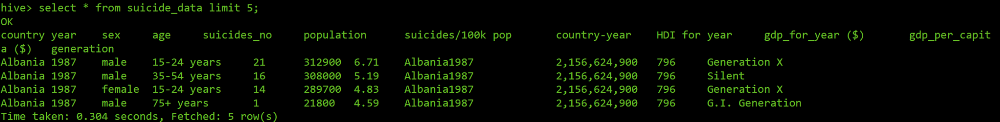 hive> select * from suicide_data limit 5;
OK
country year    sex     age     suicides_no     population      suicides/100k pop       country-year    HDI for year     gdp_for_year ($)       gdp_per_capit
a ($)   generation
Albania 1987    male    15-24 years     21      312900  6.71    Albania1987             2,156,624,900   796     Generation X
Albania 1987    male    35-54 years     16      308000  5.19    Albania1987             2,156,624,900   796     Silent
Albania 1987    female  15-24 years     14      289700  4.83    Albania1987             2,156,624,900   796     Generation X
Albania 1987    male    75+ years       1       21800   4.59    Albania1987             2,156,624,900   796     G.I. Generation
Time taken: 0.304 seconds, Fetched: 5 row(s)